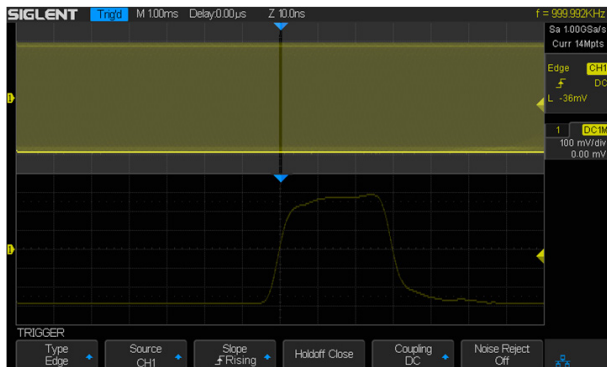 SIGLENT Trig'd M 1.00ms Delay:0.00µs Z 10.0ns f = 999.992KHz
Sa 1.00GSa/s
Curr 14Mpts
Edge CH1
DC
L -36mV
1 DC1M
100 mV/div
0.00 mV
TRIGGER
Type
Edge
Source
CH1
Slope
Rising
Holdoff Close
Coupling
DC
Noise Reject
Off